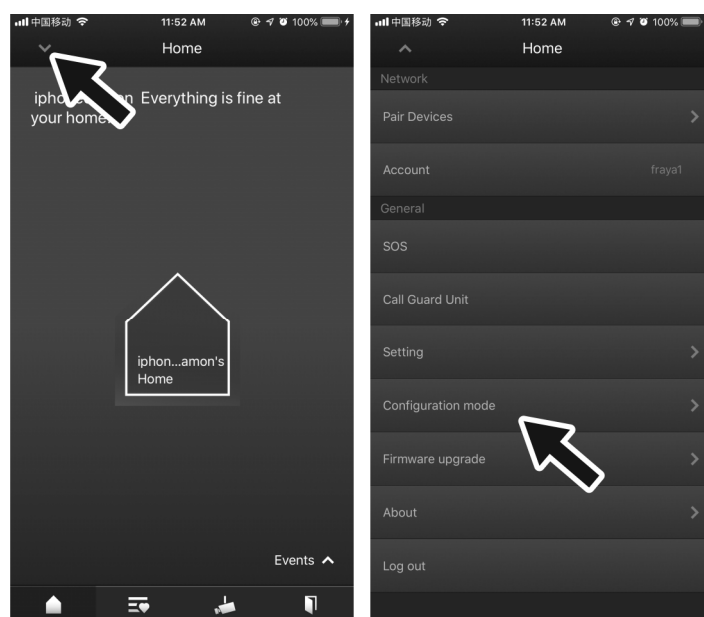 中国移动 11:52 AM 100%
Home
Everything is fine at
your home
iphon...amon's
Home
Events
中国移动 11:52 AM 100%
Home
Network
Pair Devices
Account fraya1
General
SOS
Call Guard Unit
Setting
Configuration mode
Firmware upgrade
About
Log out